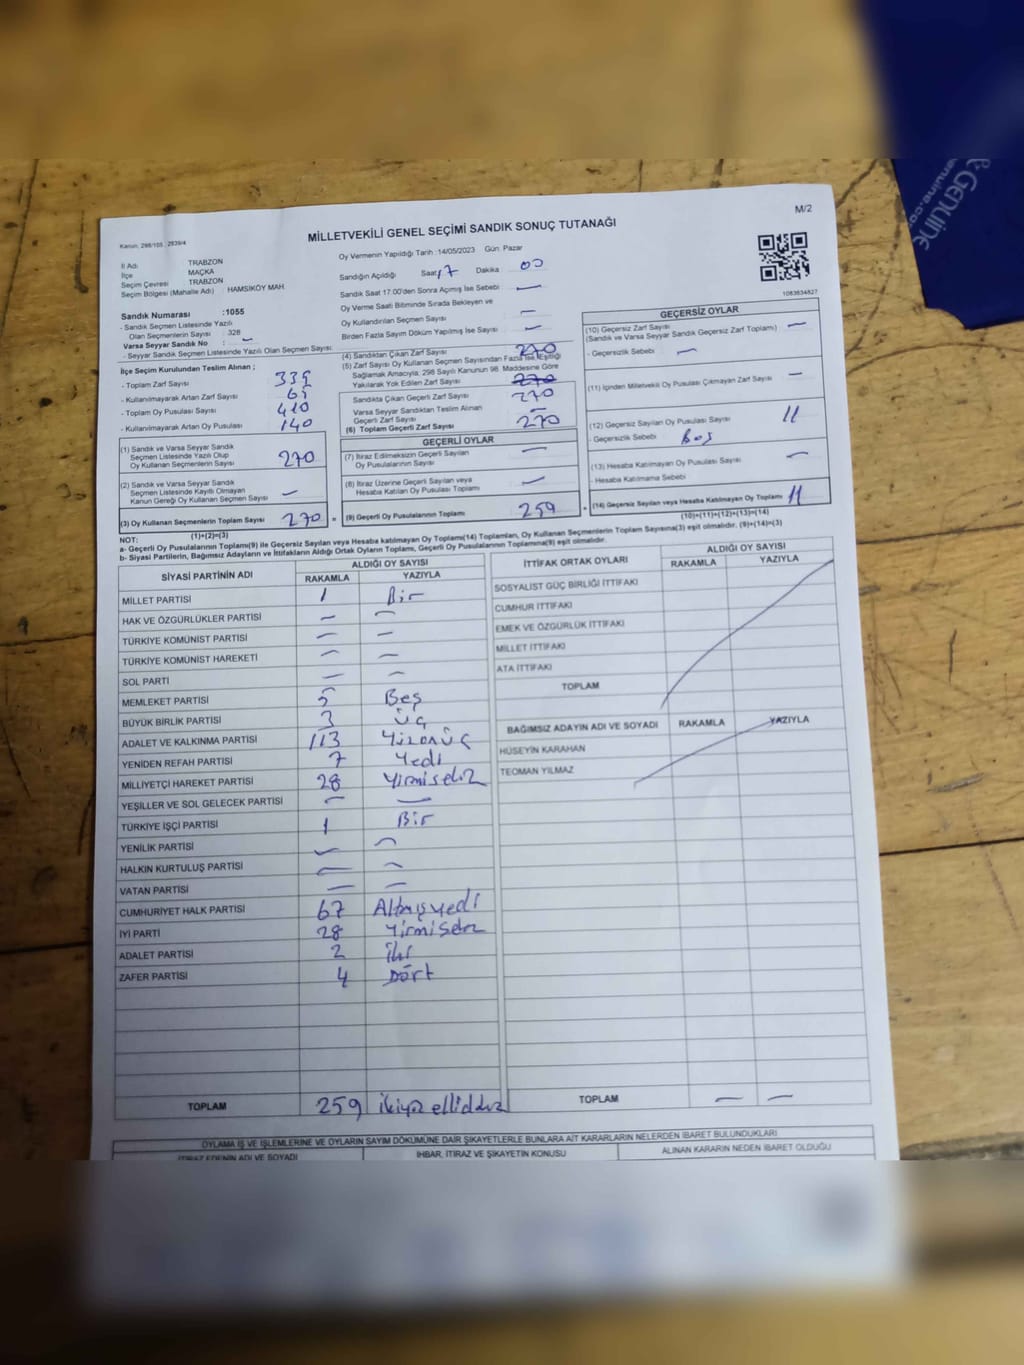 & Genuine
MİLLETVEKİLİ GENEL SEÇİMİ SANDIK SONUÇ TUTANAĞI
M/2
Kanun: 298/105, 2839/4
Oy Vermenin Yapıldığı Tarih :14/05/2023 Gün: Pazar
İl Adı TRABZON
İlçe MAÇKA
Seçim Çevresi TRABZON
Seçim Bölgesi (Mahalle Adı) HAMSİKÖY MAH.
Sandığın Açıldığı Saat 17 Dakika 00
Sandık Saat 17.00'den Sonra Açımış İse Sebebi —
Oy Verme Saati Bitiminde Sırada Bekleyen ve
Oy Kullandırılan Seçmen Sayısı —
Birden Fazla Sayım Döküm Yapılmış İse Sayısı —
1083634827
Sandık Numarası :1055
- Sandık Seçmen Listesinde Yazılı
Olan Seçmenlerin Sayısı : 328
Varsa Seyyar Sandık No : —
- Seyyar Sandık Seçmen Listesinde Yazılı Olan Seçmen Sayısı:
İlçe Seçim Kurulundan Teslim Alınan ;
- Toplam Zarf Sayısı 335
- Kullanılmayarak Artan Zarf Sayısı 65
- Toplam Oy Pusulası Sayısı 410
- Kullanılmayarak Artan Oy Pusulası 140
(4) Sandıktan Çıkan Zarf Sayısı 270
(5) Zarf Sayısı Oy Kullanan Seçmen Sayısından Fazla İse, Eşitliği
Sağlamak Amacıyla; 298 Sayılı Kanunun 98. Maddesine Göre
Yakılarak Yok Edilen Zarf Sayısı 270
Sandıkta Çıkan Geçerli Zarf Sayısı 270
Varsa Seyyar Sandıktan Teslim Alınan
Geçerli Zarf Sayısı —
(6) Toplam Geçerli Zarf Sayısı 270
GEÇERSİZ OYLAR
(10) Geçersiz Zarf Sayısı —
(Sandık ve Varsa Seyyar Sandık Geçersiz Zarf Toplamı)
- Geçersizlik Sebebi : —
(11) İçinden Milletvekili Oy Pusulası Çıkmayan Zarf Sayısı —
(12) Geçersiz Sayılan Oy Pusulası Sayısı 11
- Geçersizlik Sebebi : Boş
(13) Hesaba Katılmayan Oy Pusulası Sayısı —
- Hesaba Katılmama Sebebi :
(14) Geçersiz Sayılan veya Hesaba Katılmayan Oy Toplamı 11
(10)+(11)+(12)+(13)=(14)
(1) Sandık ve Varsa Seyyar Sandık
Seçmen Listesinde Yazılı Olup
Oy Kullanan Seçmenlerin Sayısı 270
(2) Sandık ve Varsa Seyyar Sandık
Seçmen Listesinde Kayıtlı Olmayan
Kanun Gereği Oy Kullanan Seçmen Sayısı —
(3) Oy Kullanan Seçmenlerin Toplam Sayısı 270
(1)+(2)=(3)
GEÇERLİ OYLAR
(7) İtiraz Edilmeksizin Geçerli Sayılan
Oy Pusulalarının Sayısı —
(8) İtiraz Üzerine Geçerli Sayılan veya
Hesaba Katılan Oy Pusulası Toplamı —
(9) Geçerli Oy Pusulalarının Toplamı 259
NOT:
a- Geçerli Oy Pusulalarının Toplamı(9) ile Geçersiz Sayılan veya Hesaba katılmayan Oy Toplamı(14) Toplamları, Oy Kullanan Seçmenlerin Toplam Sayısına(3) eşit olmalıdır. (9)+(14)=(3)
b- Siyasi Partilerin, Bağımsız Adayların ve İttifakların Aldığı Ortak Oyların Toplamı, Geçerli Oy Pusulalarının Toplamına(9) eşit olmalıdır.
SİYASİ PARTİNİN ADI ALDIĞI OY SAYISI
RAKAMLA YAZIYLA
MİLLET PARTİSİ 1 Bir
HAK VE ÖZGÜRLÜKLER PARTİSİ — —
TÜRKİYE KOMÜNİST PARTİSİ — —
TÜRKİYE KOMÜNİST HAREKETİ — —
SOL PARTİ — —
MEMLEKET PARTİSİ 5 Beş
BÜYÜK BİRLİK PARTİSİ 3 Üç
ADALET VE KALKINMA PARTİSİ 113 Yüzonüç
YENİDEN REFAH PARTİSİ 7 Yedi
MİLLİYETÇİ HAREKET PARTİSİ 28 Yirmisekiz
YEŞİLLER VE SOL GELECEK PARTİSİ — —
TÜRKİYE İŞÇİ PARTİSİ 1 Bir
YENİLİK PARTİSİ — —
HALKIN KURTULUŞ PARTİSİ — —
VATAN PARTİSİ — —
CUMHURİYET HALK PARTİSİ 67 Altmışyedi
İYİ PARTİ 28 Yirmisekiz
ADALET PARTİSİ 2 İki
ZAFER PARTİSİ 4 Dört
TOPLAM 259 ikiyüzellidokuz
İTTİFAK ORTAK OYLARI ALDIĞI OY SAYISI
RAKAMLA YAZIYLA
SOSYALİST GÜÇ BİRLİĞİ İTTİFAKI
CUMHUR İTTİFAKI
EMEK VE ÖZGÜRLÜK İTTİFAKI
MİLLET İTTİFAKI
ATA İTTİFAKI
TOPLAM
BAĞIMSIZ ADAYIN ADI VE SOYADI RAKAMLA YAZIYLA
HÜSEYİN KARAHAN
TEOMAN YILMAZ
TOPLAM — —
OYLAMA İŞ VE İŞLEMLERİNE VE OYLARIN SAYIM DÖKÜMÜNE DAİR ŞİKAYETLERLE BUNLARA AİT KARARLARIN NELERDEN İBARET BULUNDUKLARI
İTİRAZ EDENİN ADI VE SOYADI İHBAR, İTİRAZ VE ŞİKAYETİN KONUSU ALINAN KARARIN NEDEN İBARET OLDUĞU